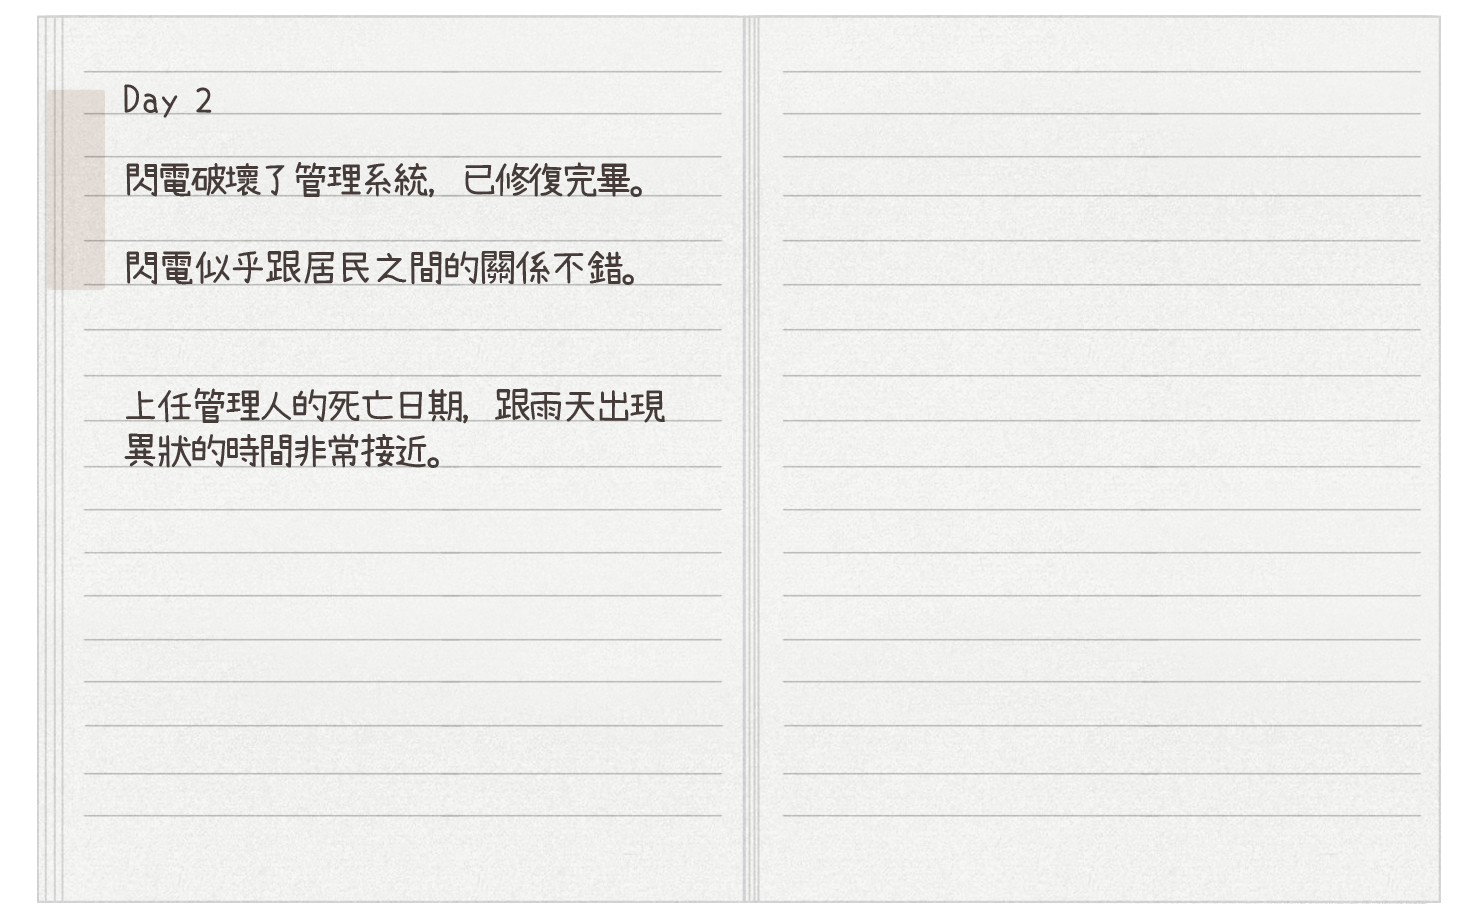 Day 2
閃電破壞了管理系統，已修復完畢。
閃電似乎跟居民之間的關係不錯。
上任管理人的死亡日期，跟雨天出現
異狀的時間非常接近。